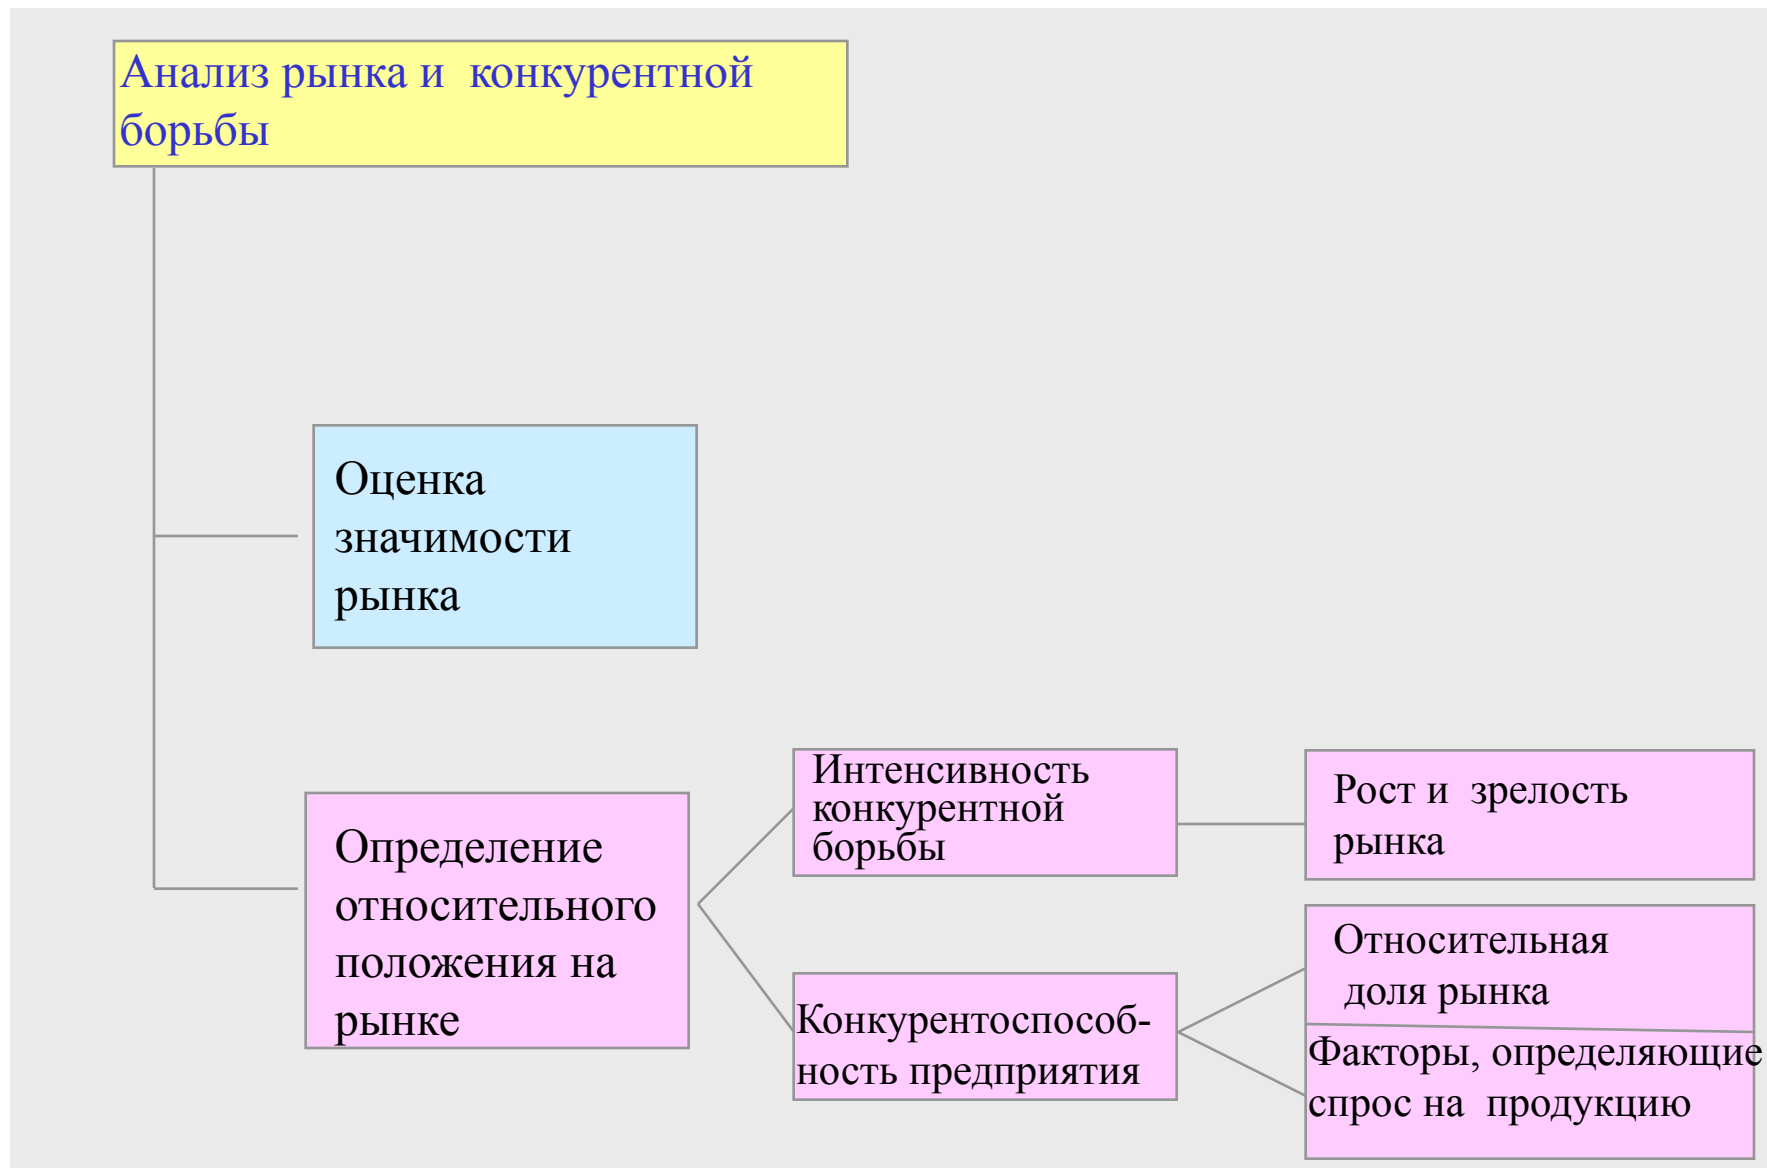 Анализ рынка и конкурентной
борьбы
Оценка
значимости
рынка
Определение
относительного
положения на
рынке
Интенсивность
конкурентной
борьбы
Конкурентоспособ-
ность предприятия
Рост и зрелость
рынка
Относительная
доля рынка
Факторы, определяющие
спрос на продукцию